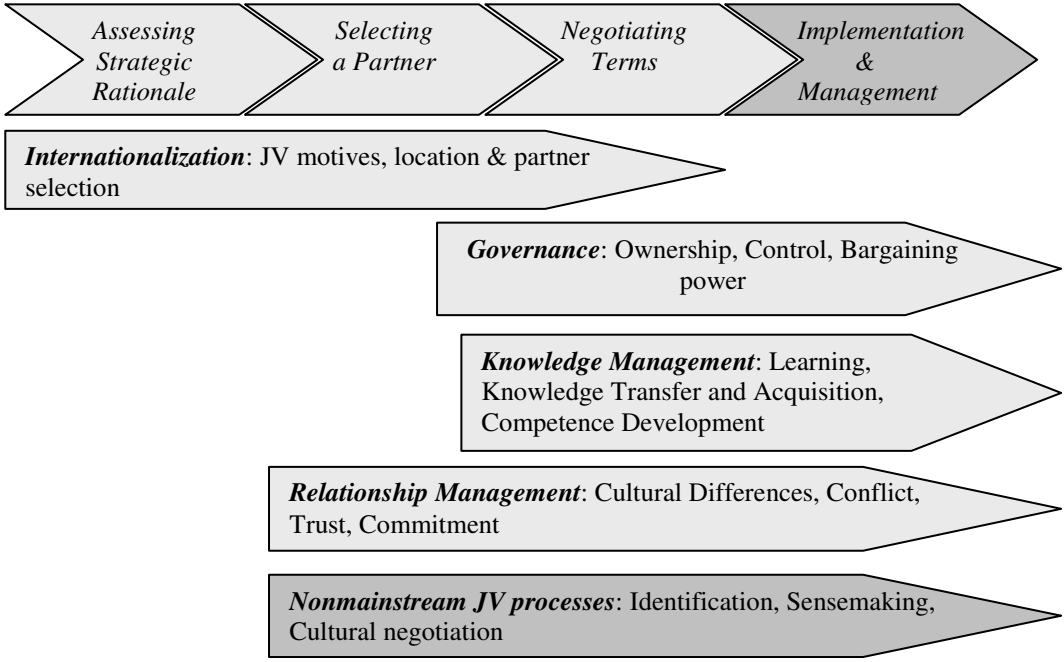 Assessing
Strategic
Rationale
Selecting
a Partner
Negotiating
Terms
Implementation
&
Management
Internationalization: JV motives, location & partner
selection
Governance: Ownership, Control, Bargaining
power
Knowledge Management: Learning,
Knowledge Transfer and Acquisition,
Competence Development
Relationship Management: Cultural Differences, Conflict,
Trust, Commitment
Nonmainstream JV processes: Identification, Sensemaking,
Cultural negotiation